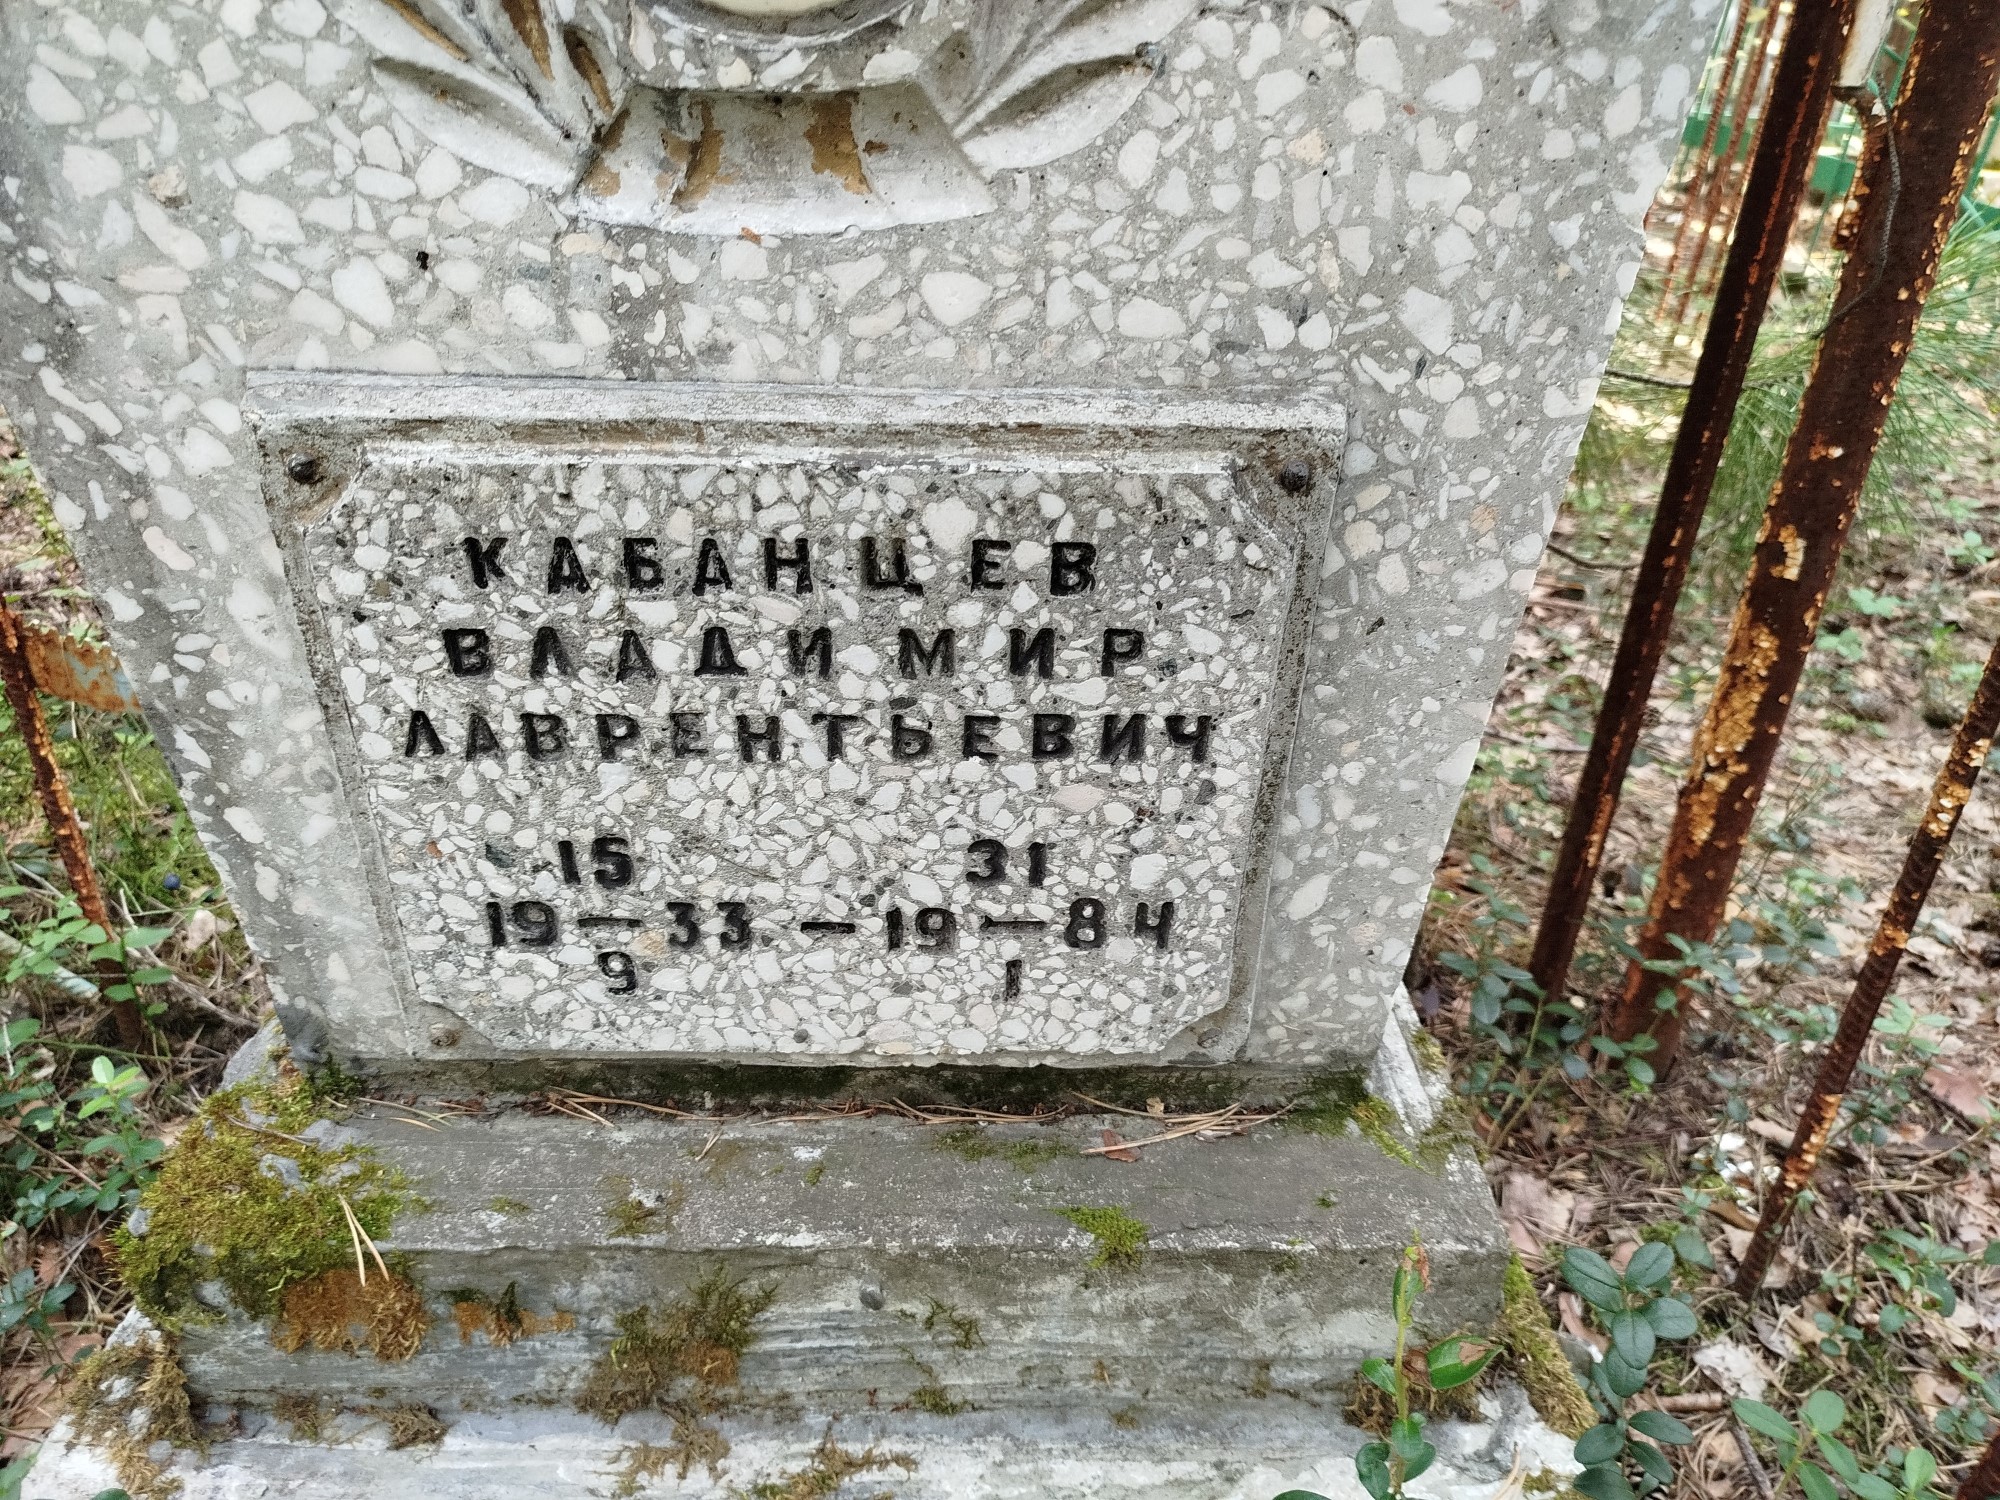 КАБАНЦЕВ
ВЛАДИМИР
ЛАВРЕНТЬЕВИЧ
15 31
19—33 — 19—84
9 1